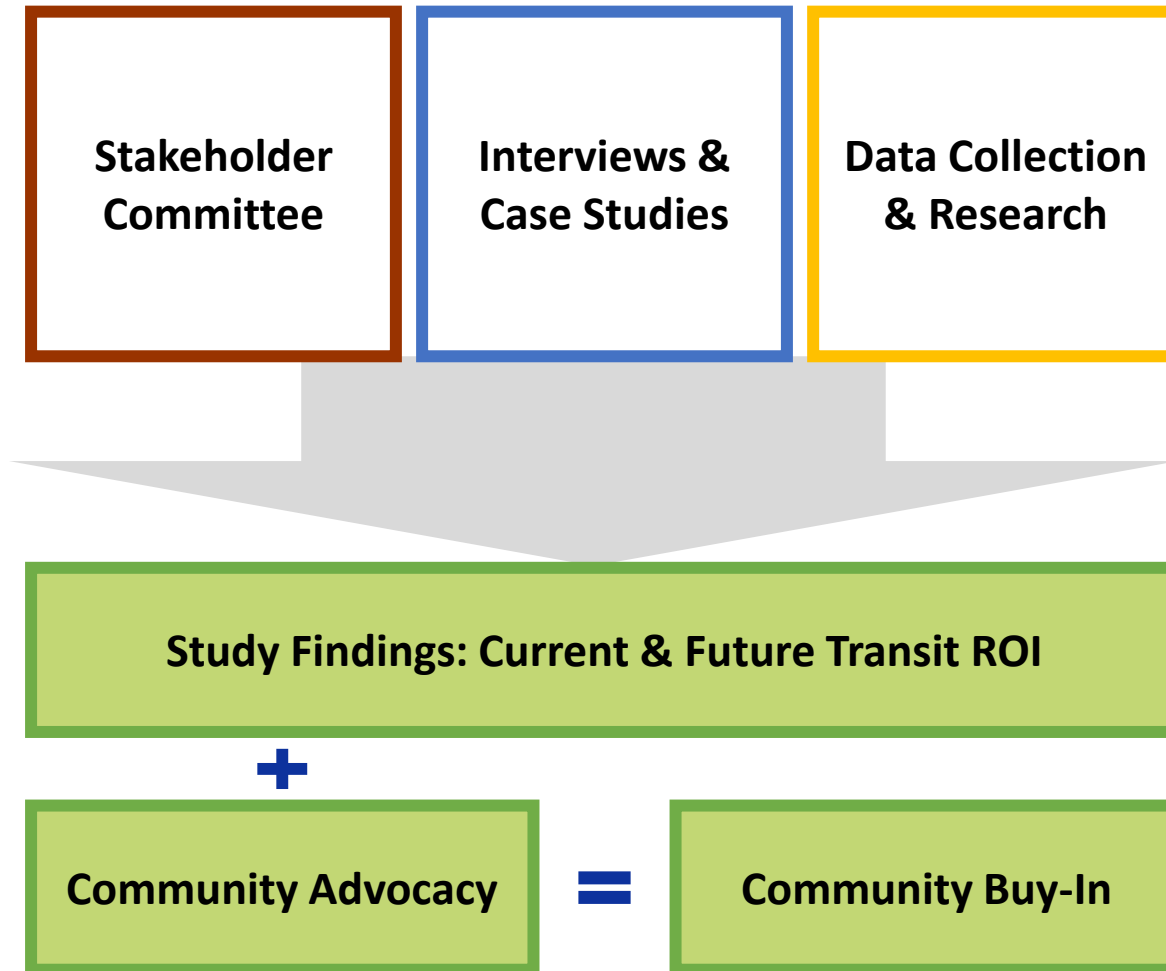 Stakeholder
Committee
Interviews &
Case Studies
Data Collection
& Research
Study Findings: Current & Future Transit ROI
+
Community Advocacy
=
Community Buy-In